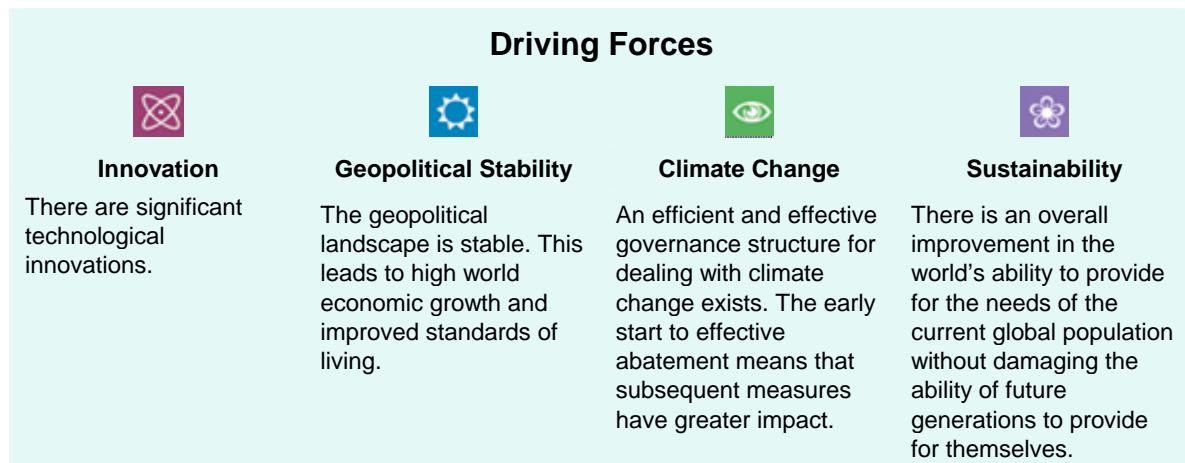 Driving Forces
Innovation
There are significant
technological
innovations.
Geopolitical Stability
The geopolitical
landscape is stable. This
leads to high world
economic growth and
improved standards of
living.
Climate Change
An efficient and effective
governance structure for
dealing with climate
change exists. The early
start to effective
abatement means that
subsequent measures
have greater impact.
Sustainability
There is an overall
improvement in the
world's ability to provide
for the needs of the
current global population
without damaging the
ability of future
generations to provide
for themselves.